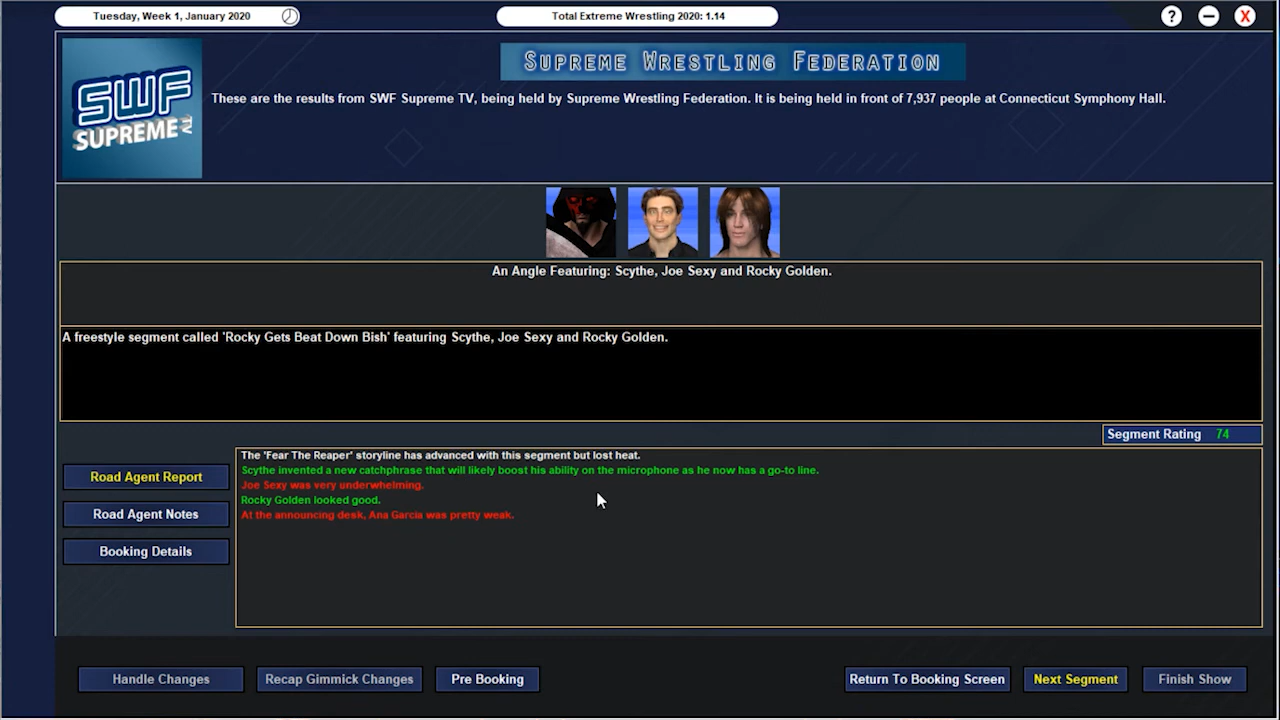 Tuesday, Week 1, January 2020
Total Extreme Wrestling 2020: 1.14
?
X
SWF
SUPREME TV
SUPREME WRESTLING FEDERATION
These are the results from SWF Supreme TV, being held by Supreme Wrestling Federation. It is being held in front of 7,937 people at Connecticut Symphony Hall.
An Angle Featuring: Scythe, Joe Sexy and Rocky Golden.
A freestyle segment called 'Rocky Gets Beat Down Bish' featuring Scythe, Joe Sexy and Rocky Golden.
Segment Rating 74
Road Agent Report
Road Agent Notes
Booking Details
The 'Fear The Reaper' storyline has advanced with this segment but lost heat.
Scythe invented a new catchphrase that will likely boost his ability on the microphone as he now has a go-to line.
Joe Sexy was very underwhelming.
Rocky Golden looked good.
At the announcing desk, Ana Garcia was pretty weak.
Handle Changes
Recap Gimmick Changes
Pre Booking
Return To Booking Screen
Next Segment
Finish Show